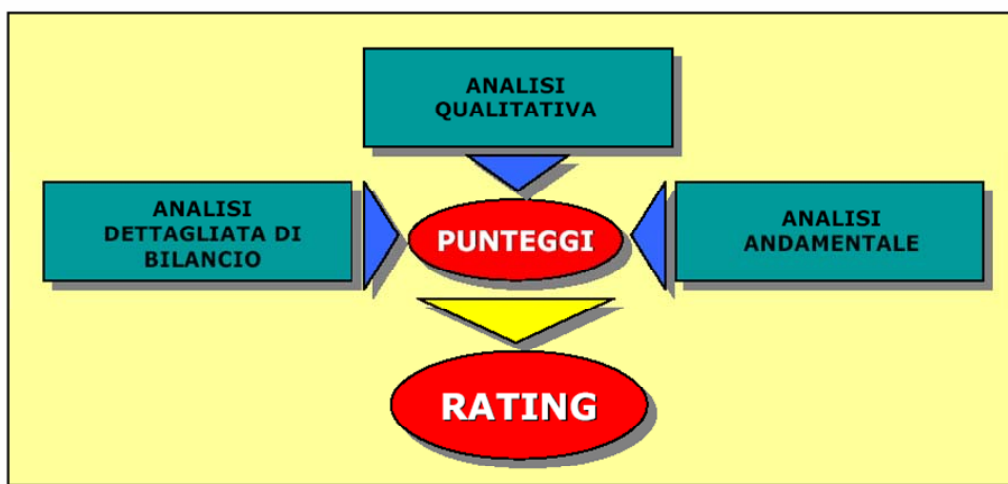 ANALISI
QUALITATIVA
ANALISI
DETTAGLIATA DI
BILANCIO
PUNTEGGI
ANALISI
ANDAMENTALE
RATING